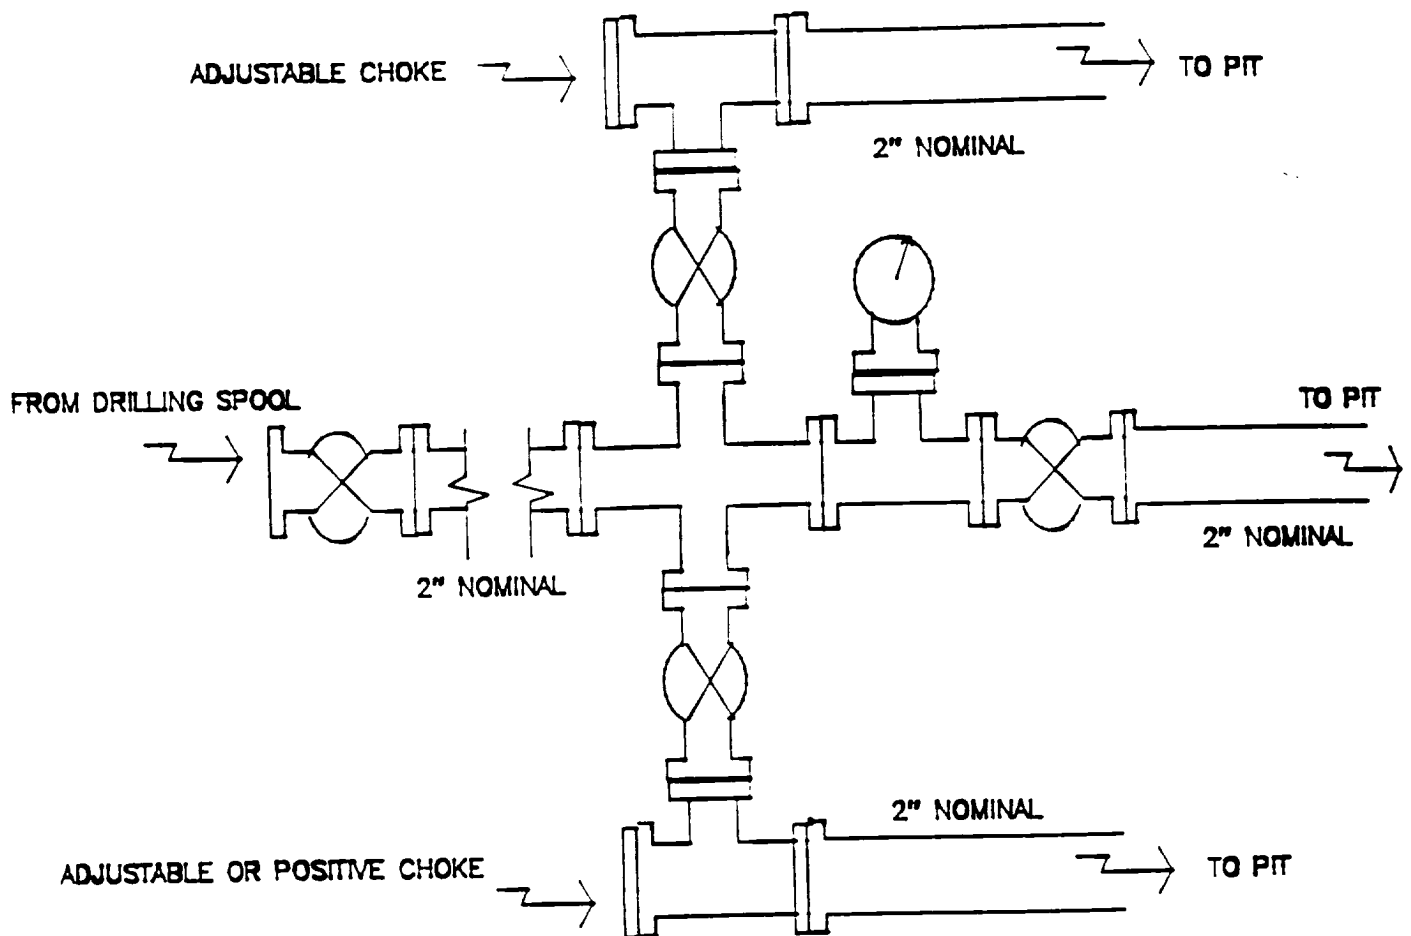 ADJUSTABLE CHOKE
TO PIT
2" NOMINAL
FROM DRILLING SPOOL
TO PIT
2" NOMINAL
2" NOMINAL
2" NOMINAL
ADJUSTABLE OR POSITIVE CHOKE
TO PIT